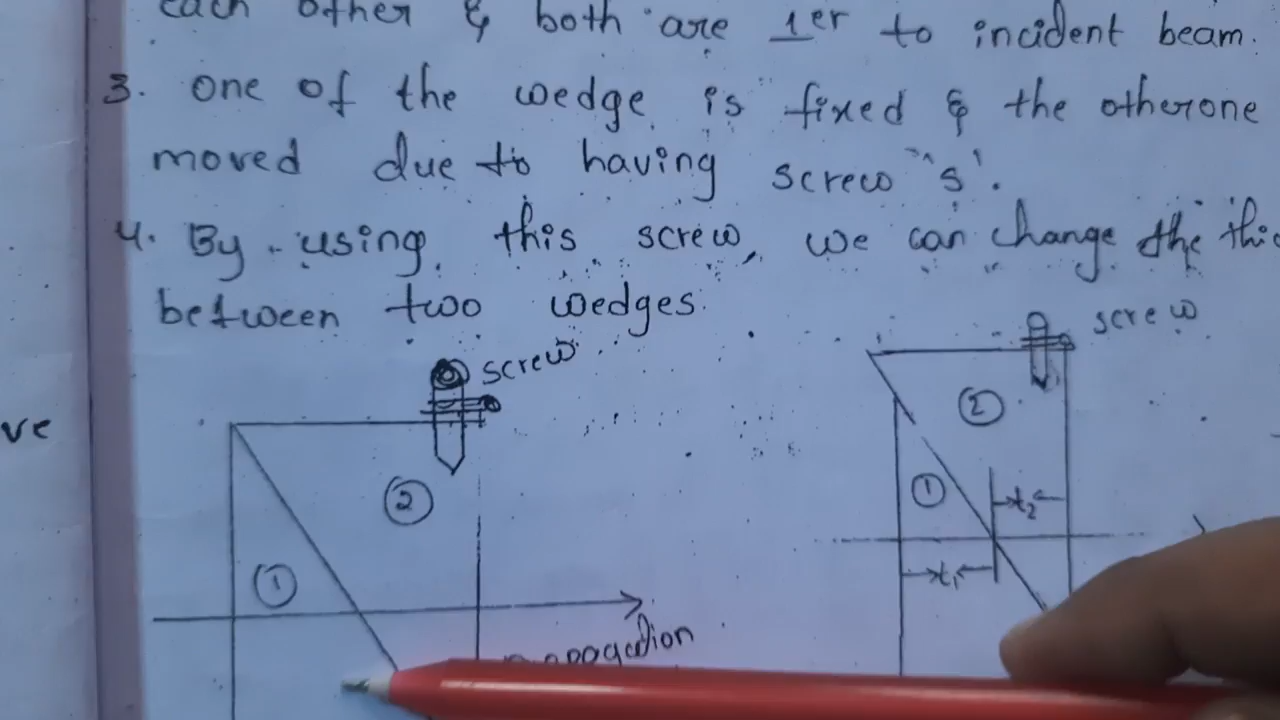 each other & both are ⊥er to incident beam.
3. one of the wedge is fixed & the otherone
moved due to having screw "s".
4. By using this screw, we can change the
between two wedges.
screw
screw
ve
②
②
①
t₂
①
t₁